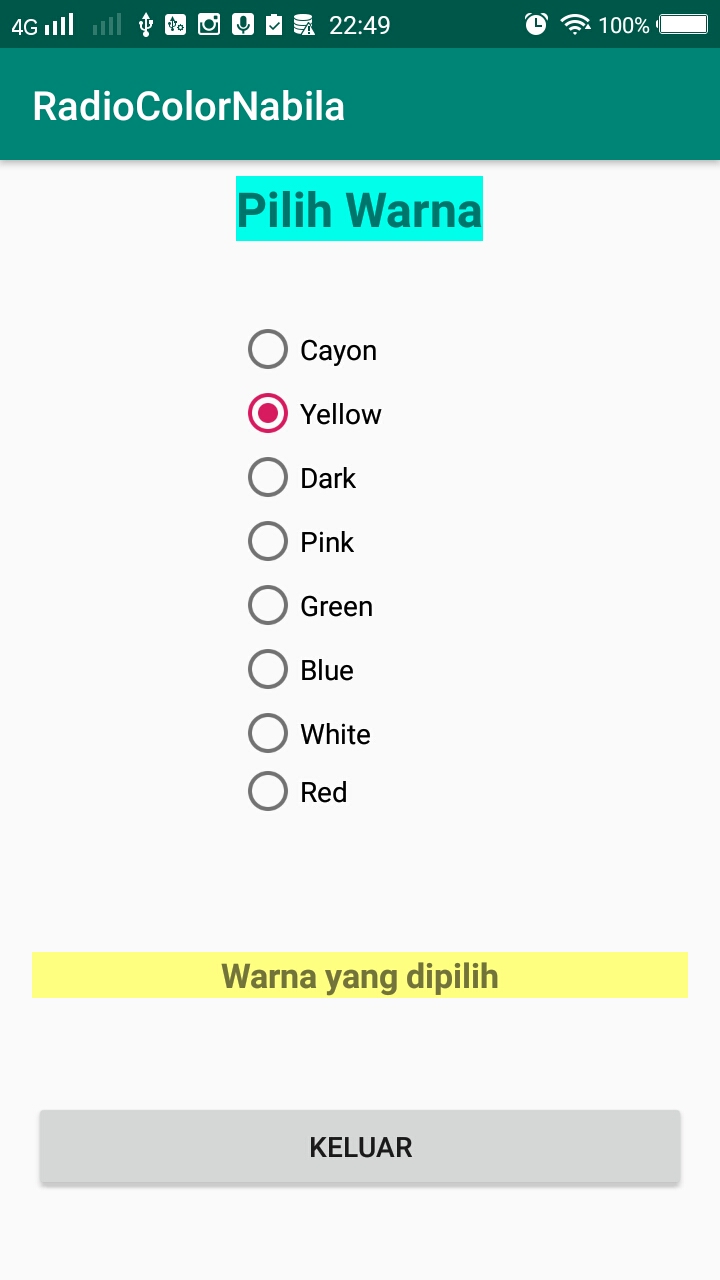 4G 22:49 100%
RadioColorNabila
Pilih Warna
Cayon
Yellow
Dark
Pink
Green
Blue
White
Red
Warna yang dipilih
KELUAR